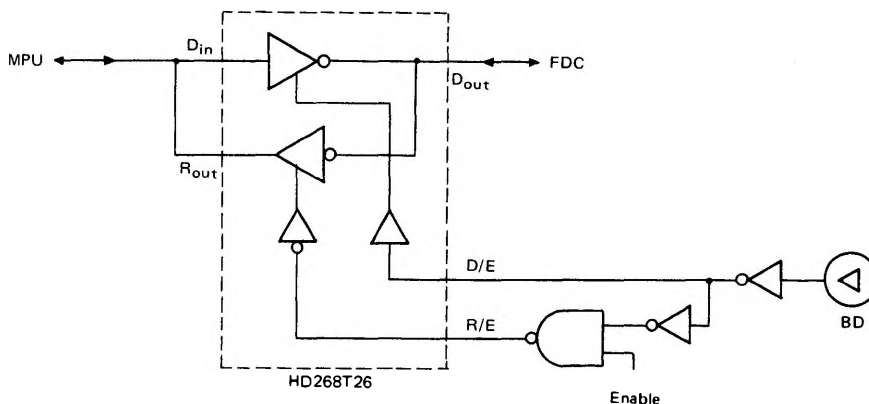 MPU
Din
Dout
FDC
Rout
D/E
R/E
BD
HD268T26
Enable